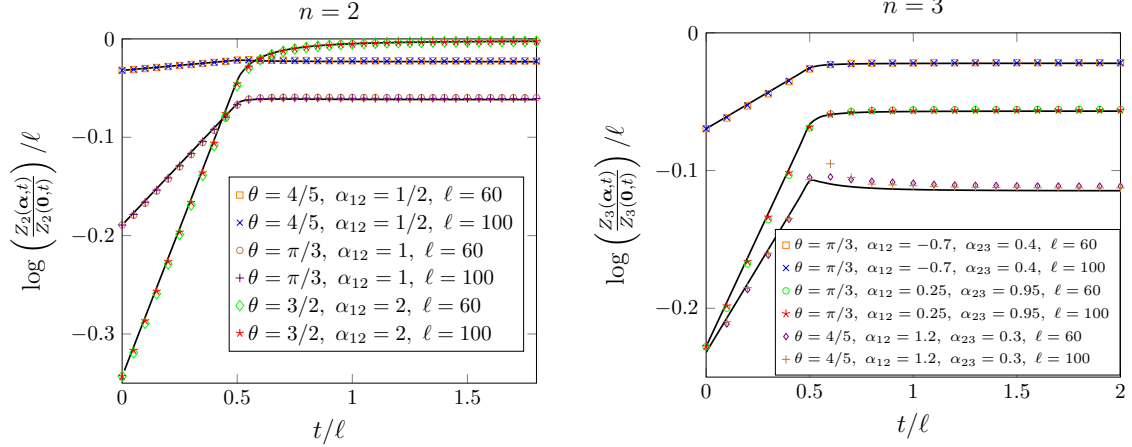 n = 2
log (Z₂(α,t)/Z₂(0,t)) /ℓ
0
−0.1
−0.2
−0.3
θ = 4/5, α₁₂ = 1/2, ℓ = 60
θ = 4/5, α₁₂ = 1/2, ℓ = 100
θ = π/3, α₁₂ = 1, ℓ = 60
θ = π/3, α₁₂ = 1, ℓ = 100
θ = 3/2, α₁₂ = 2, ℓ = 60
θ = 3/2, α₁₂ = 2, ℓ = 100
0 0.5 1 1.5
t/ℓ
n = 3
log (Z₃(α,t)/Z₃(0,t)) /ℓ
0
−0.1
−0.2
θ = π/3, α₁₂ = −0.7, α₂₃ = 0.4, ℓ = 60
θ = π/3, α₁₂ = −0.7, α₂₃ = 0.4, ℓ = 100
θ = π/3, α₁₂ = 0.25, α₂₃ = 0.95, ℓ = 60
θ = π/3, α₁₂ = 0.25, α₂₃ = 0.95, ℓ = 100
θ = 4/5, α₁₂ = 1.2, α₂₃ = 0.3, ℓ = 60
θ = 4/5, α₁₂ = 1.2, α₂₃ = 0.3, ℓ = 100
0 0.5 1 1.5 2
t/ℓ